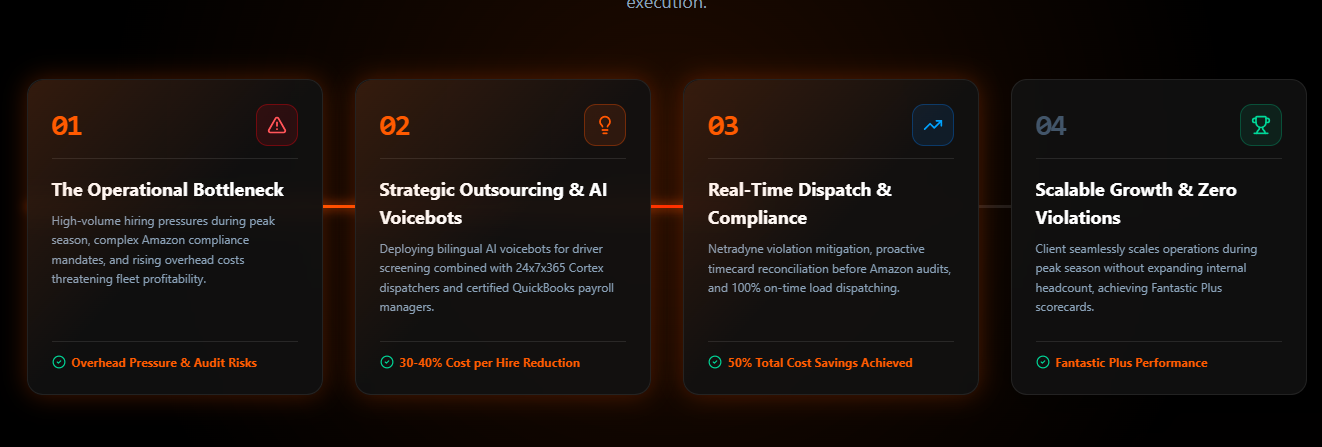 execution.
01
The Operational Bottleneck
High-volume hiring pressures during peak
season, complex Amazon compliance
mandates, and rising overhead costs
threatening fleet profitability.
Overhead Pressure & Audit Risks
02
Strategic Outsourcing & AI
Voicebots
Deploying bilingual AI voicebots for driver
screening combined with 24x7x365 Cortex
dispatchers and certified QuickBooks payroll
managers.
30-40% Cost per Hire Reduction
03
Real-Time Dispatch &
Compliance
Netradyne violation mitigation, proactive
timecard reconciliation before Amazon audits,
and 100% on-time load dispatching.
50% Total Cost Savings Achieved
04
Scalable Growth & Zero
Violations
Client seamlessly scales operations during
peak season without expanding internal
headcount, achieving Fantastic Plus
scorecards.
Fantastic Plus Performance